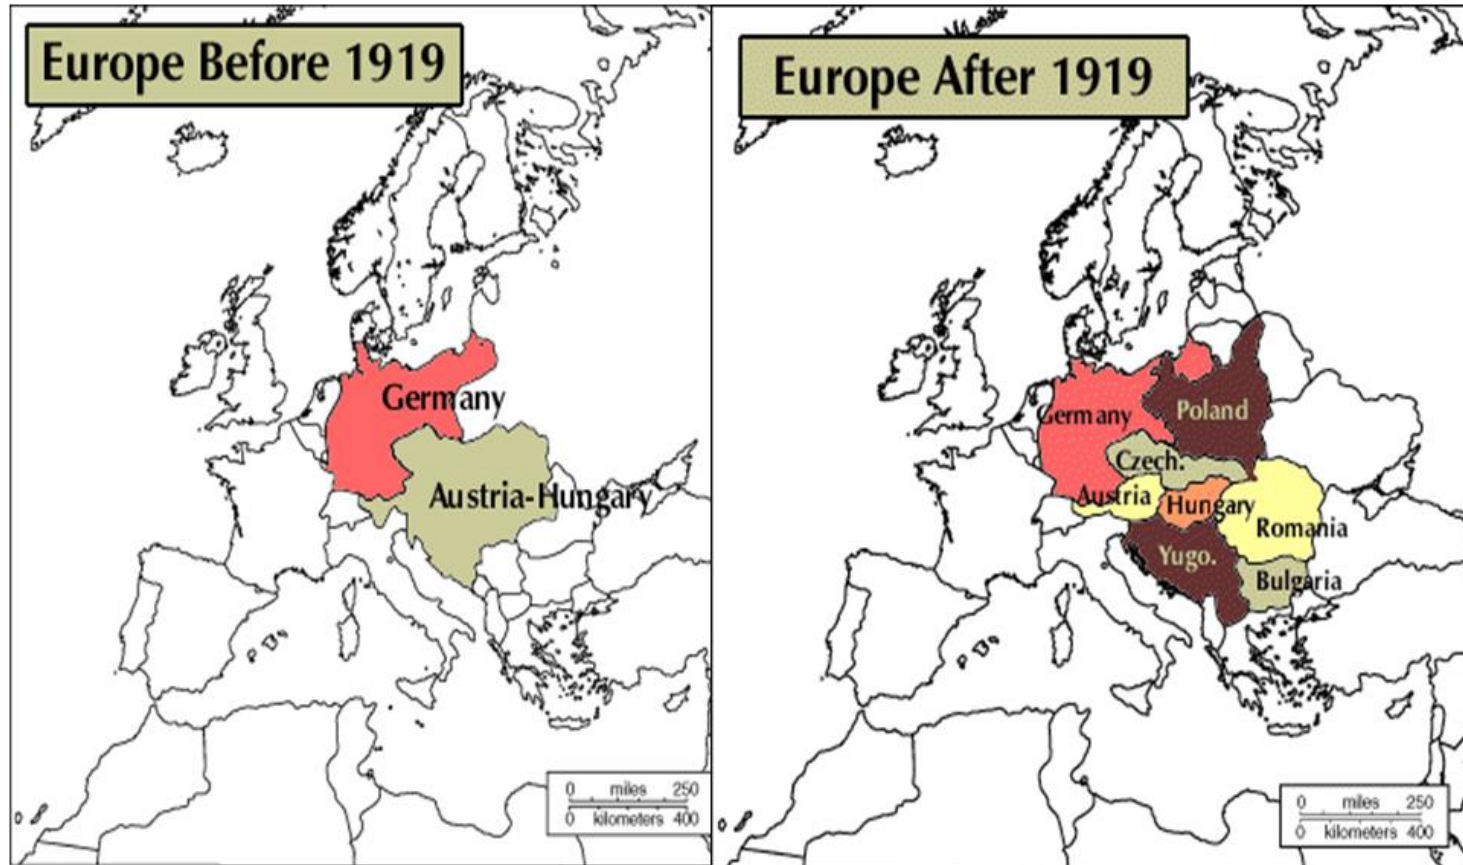 Europe Before 1919
Germany
Austria-Hungary
0 miles 250
0 kilometers 400
Europe After 1919
Germany
Poland
Czech.
Austria
Hungary
Romania
Yugo.
Bulgaria
0 miles 250
0 kilometers 400